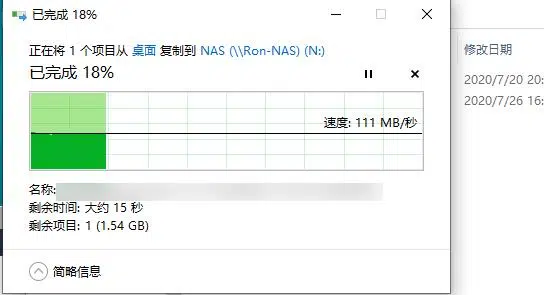 已完成 18%
正在将 1 个项目从 桌面 复制到 NAS (\\Ron-NAS) (N:)
已完成 18%
速度: 111 MB/秒
名称:
剩余时间: 大约 15 秒
剩余项目: 1 (1.54 GB)
简略信息
修改日期
2020/7/20 20:
2020/7/26 16: